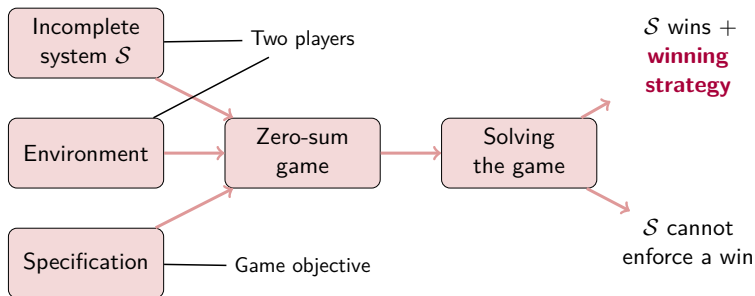 Incomplete
system 𝒮
Two players
Environment
Specification
Game objective
Zero-sum
game
Solving
the game
𝒮 wins +
winning
strategy
𝒮 cannot
enforce a win